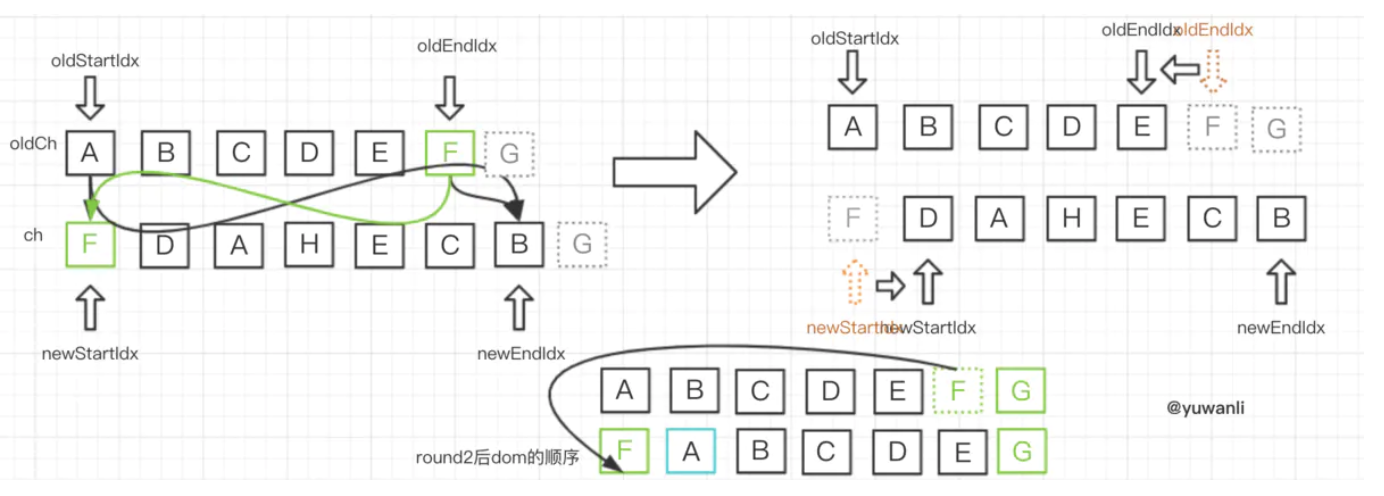 oldStartIdx
oldEndIdx
oldCh A B C D E F G
ch F D A H E C B G
newStartIdx
newEndIdx
oldStartIdx
oldEndIdx oldEndIdx
A B C D E F G
F D A H E C B
newStartIdx newStartIdx
newEndIdx
A B C D E F G
@yuwanli
round2后dom的顺序 F A B C D E G